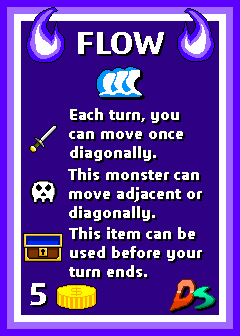 FLOW
Each turn, you
can move once
diagonally.
This monster can
move adjacent or
diagonally.
This item can be
used before your
turn ends.
5
DS